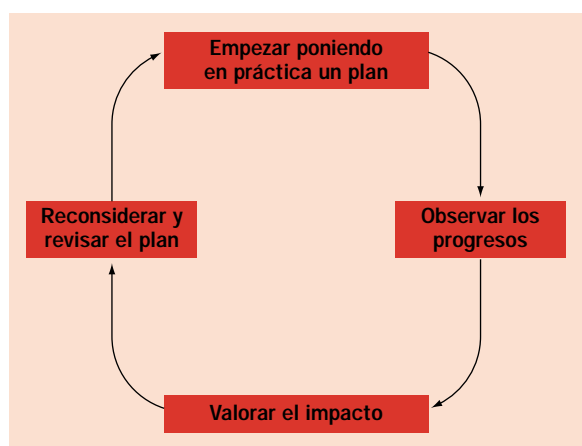 Empezar poniendo
en práctica un plan
Observar los
progresos
Valorar el impacto
Reconsiderar y
revisar el plan